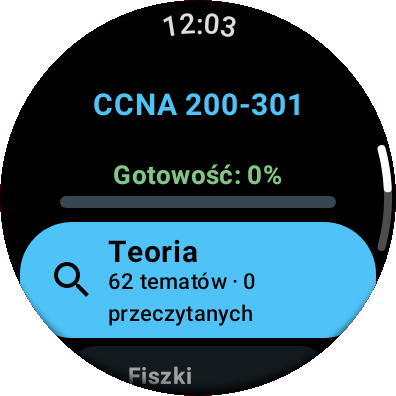 12:03
CCNA 200-301
Gotowość: 0%
Teoria
62 tematów · 0
przeczytanych
Fiszki